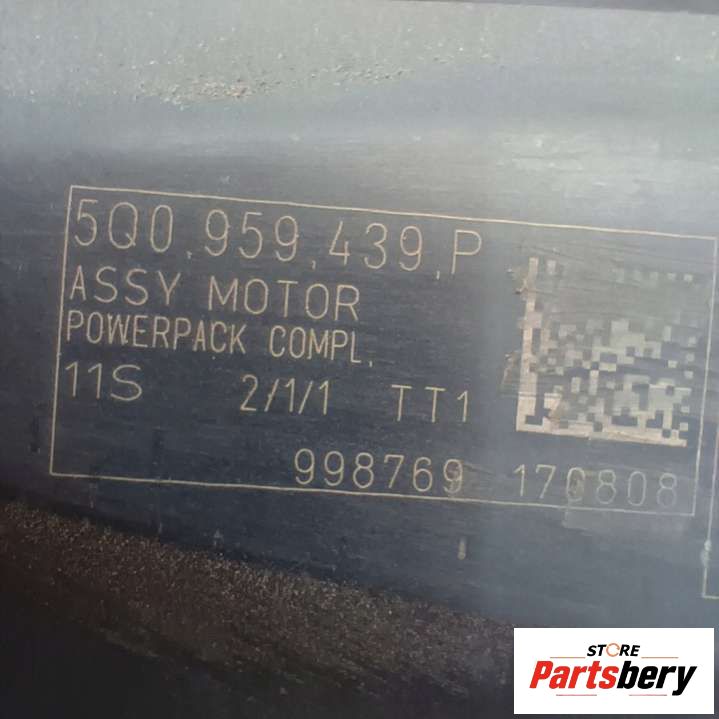 5Q0.959.439.P
ASSY MOTOR
POWERPACK COMPL.
11S 2/1/1 TT1
998769 170808
STORE
Partsbery